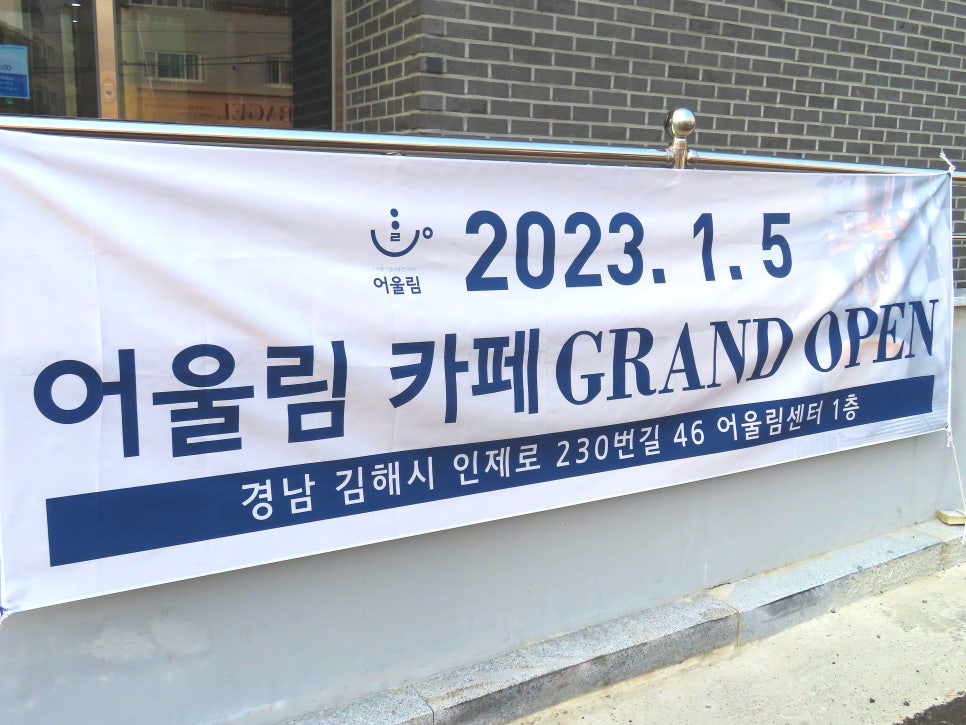 2023. 1. 5
어울림
어울림 카페 GRAND OPEN
경남 김해시 인제로 230번길 46 어울림센터 1층
BAGEL